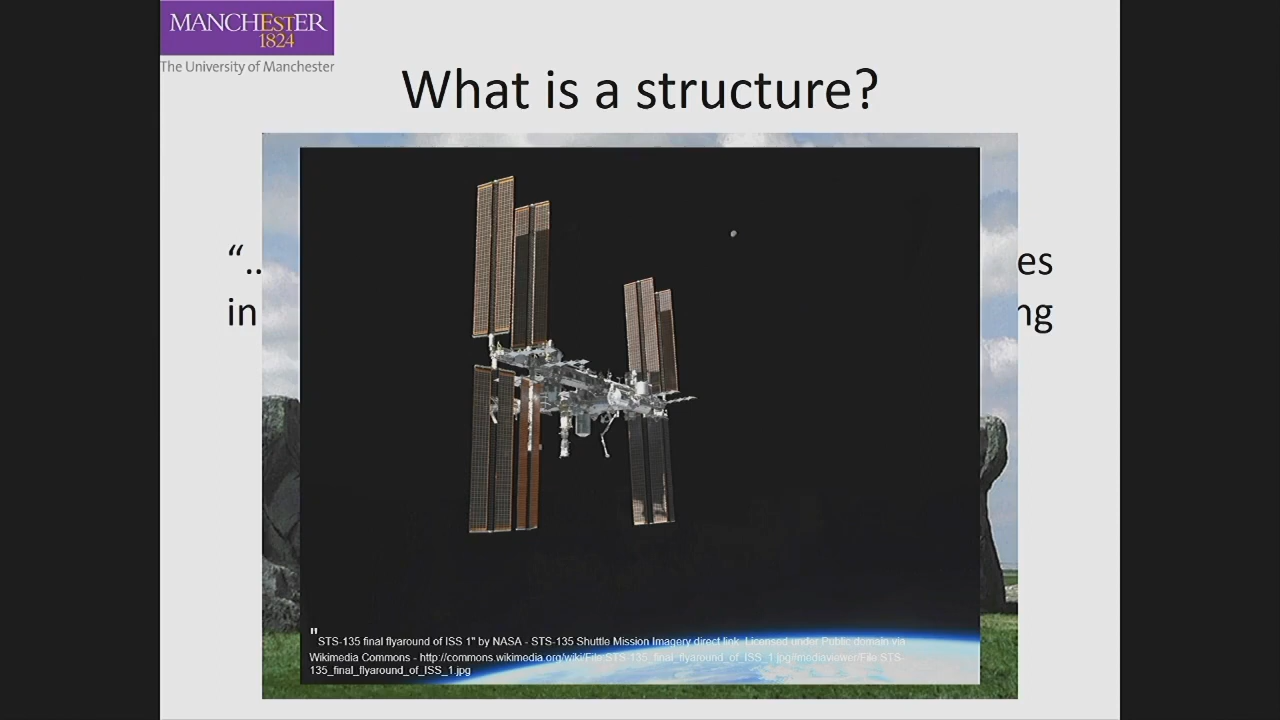 MANCHESTER
1824
The University of Manchester
What is a structure?
“.. es
in ng
"STS-135 final flyaround of ISS 1" by NASA - STS-135 Shuttle Mission Imagery direct link. Licensed under Public domain via
Wikimedia Commons - http://commons.wikimedia.org/wiki/File:STS-135_final_flyaround_of_ISS_1.jpg#mediaviewer/File:STS-
135_final_flyaround_of_ISS_1.jpg